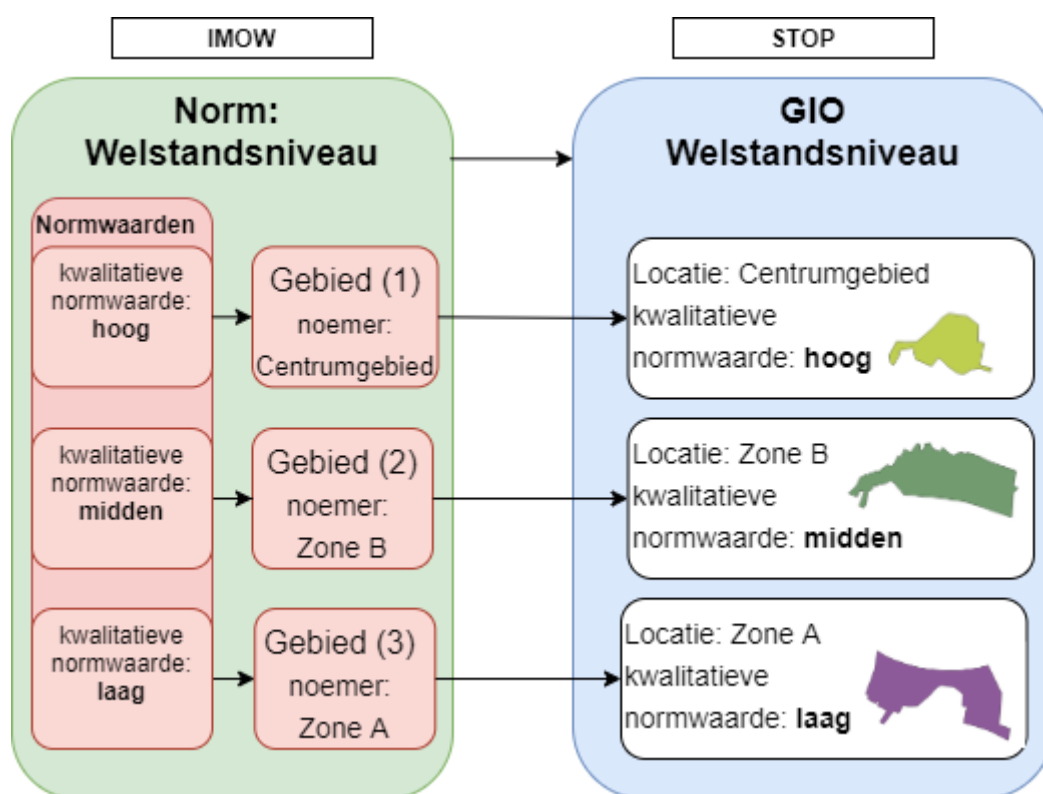 IMOW
STOP
Norm:
Welstandsniveau
GIO
Welstandsniveau
Normwaarden
kwalitatieve
normwaarde:
hoog
Gebied (1)
noemer:
Centrumgebied
Locatie: Centrumgebied
kwalitatieve
normwaarde: hoog
kwalitatieve
normwaarde:
midden
Gebied (2)
noemer:
Zone B
Locatie: Zone B
kwalitatieve
normwaarde: midden
kwalitatieve
normwaarde:
laag
Gebied (3)
noemer:
Zone A
Locatie: Zone A
kwalitatieve
normwaarde: laag